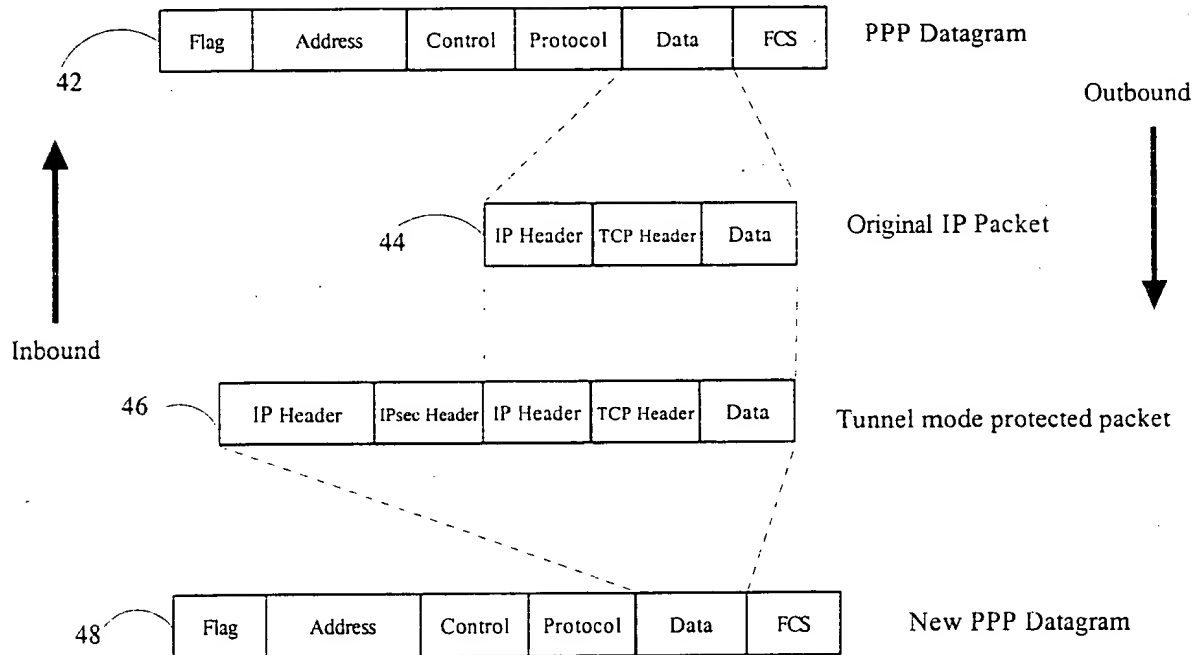 Flag Address Control Protocol Data FCS PPP Datagram
42
Outbound
44 IP Header TCP Header Data Original IP Packet
Inbound
46 IP Header IPsec Header IP Header TCP Header Data Tunnel mode protected packet
48 Flag Address Control Protocol Data FCS New PPP Datagram